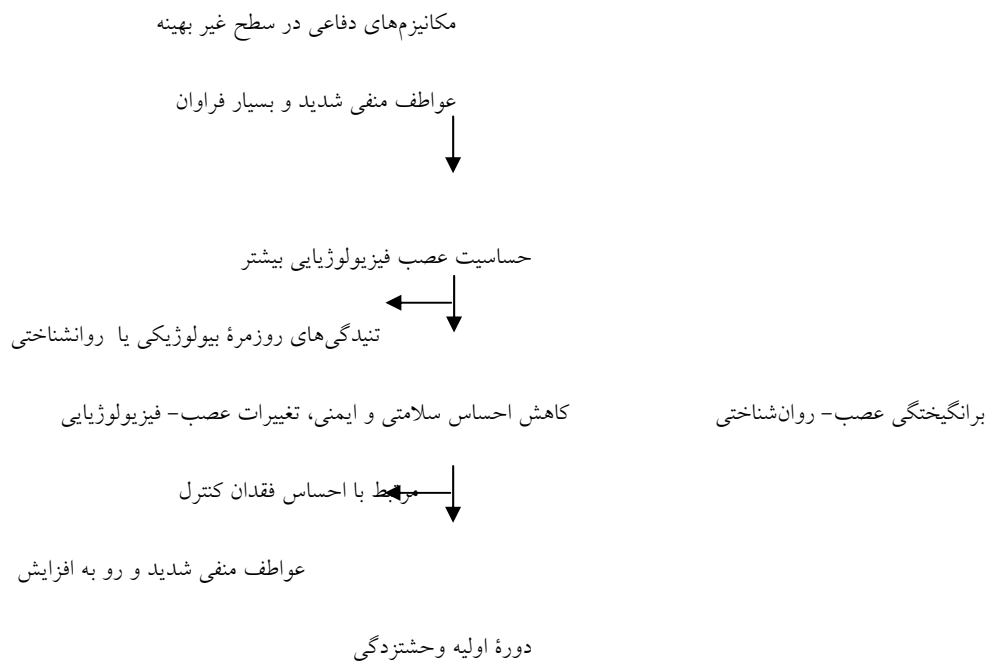 مکانیزم‌های دفاعی در سطح غیر بهینه
عواطف منفی شدید و بسیار فراوان
حساسیت عصب فیزیولوژیایی بیشتر
تنیدگی‌های روزمرۀ بیولوژیکی یا روانشناختی
برانگیختگی عصب- روان‌شناختی
کاهش احساس سلامتی و ایمنی، تغییرات عصب- فیزیولوژیایی
مرتبط با احساس فقدان کنترل
عواطف منفی شدید و رو به افزایش
دورۀ اولیه وحشتزدگی